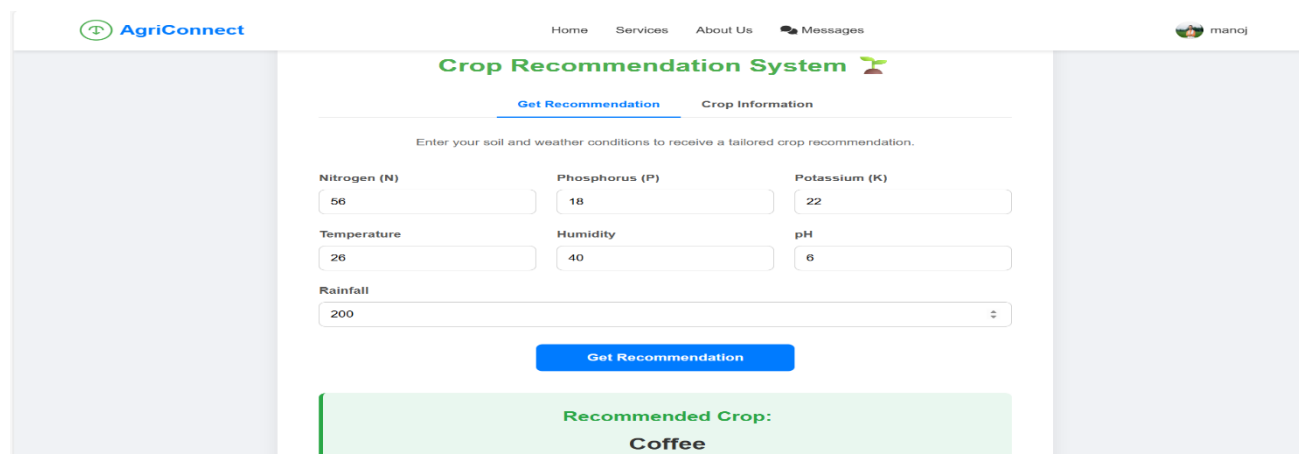 AgriConnect Home Services About Us Messages manoj
Crop Recommendation System
Get Recommendation Crop Information
Enter your soil and weather conditions to receive a tailored crop recommendation.
Nitrogen (N) Phosphorus (P) Potassium (K)
56 18 22
Temperature Humidity pH
26 40 6
Rainfall
200
Get Recommendation
Recommended Crop:
Coffee